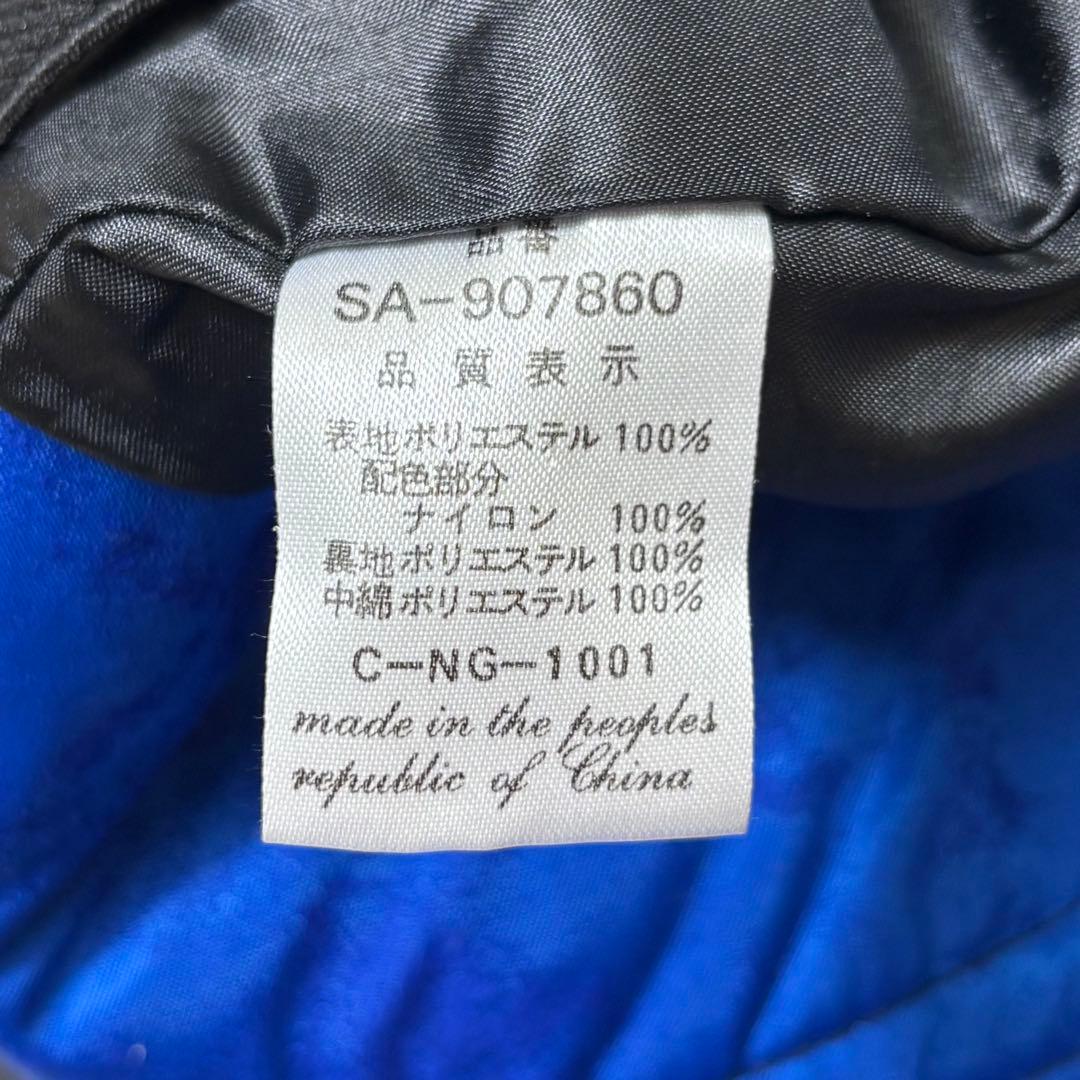 品番
SA-907860
品質表示
表地ポリエステル 100%
配色部分
ナイロン 100%
裏地ポリエステル 100%
中綿ポリエステル 100%
C-NG-1001
made in the peoples
republic of China